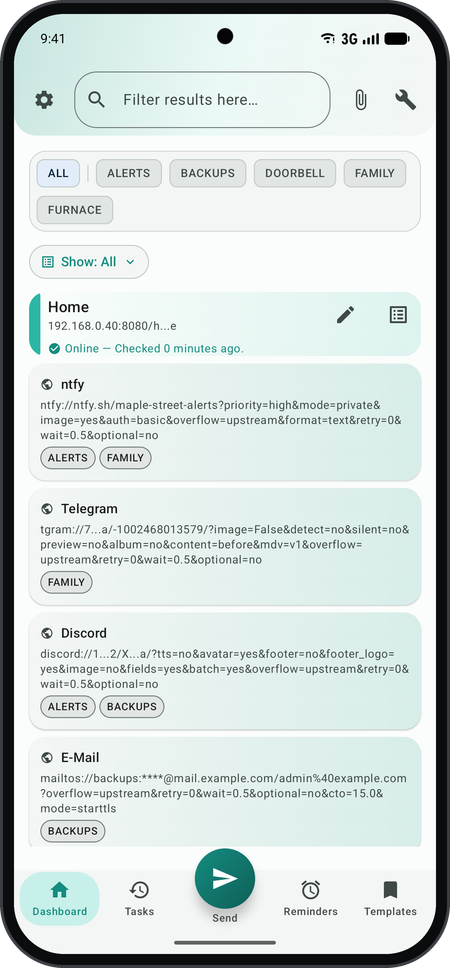 9:41
3G
Filter results here…
ALL
ALERTS
BACKUPS
DOORBELL
FAMILY
FURNACE
Show: All
Home
192.168.0.40:8080/h…e
Online — Checked 0 minutes ago.
ntfy
ntfy://ntfy.sh/maple-street-alerts?priority=high&mode=private&
image=yes&auth=basic&overflow=upstream&format=text&retry=0&
wait=0.5&optional=no
ALERTS
FAMILY
Telegram
tgram://7...a/-1002468013579/?image=False&detect=no&silent=no&
preview=no&album=no&content=before&mdv=v1&overflow=
upstream&retry=0&wait=0.5&optional=no
FAMILY
Discord
discord://1...2/X...a/?tts=no&avatar=yes&footer=no&footer_logo=
yes&image=no&fields=yes&batch=yes&overflow=upstream&retry=0&
wait=0.5&optional=no
ALERTS
BACKUPS
E-Mail
mailtos://backups:****@mail.example.com/admin%40example.com
?overflow=upstream&retry=0&wait=0.5&optional=no&cto=15.0&
mode=starttls
BACKUPS
Dashboard
Tasks
Send
Reminders
Templates